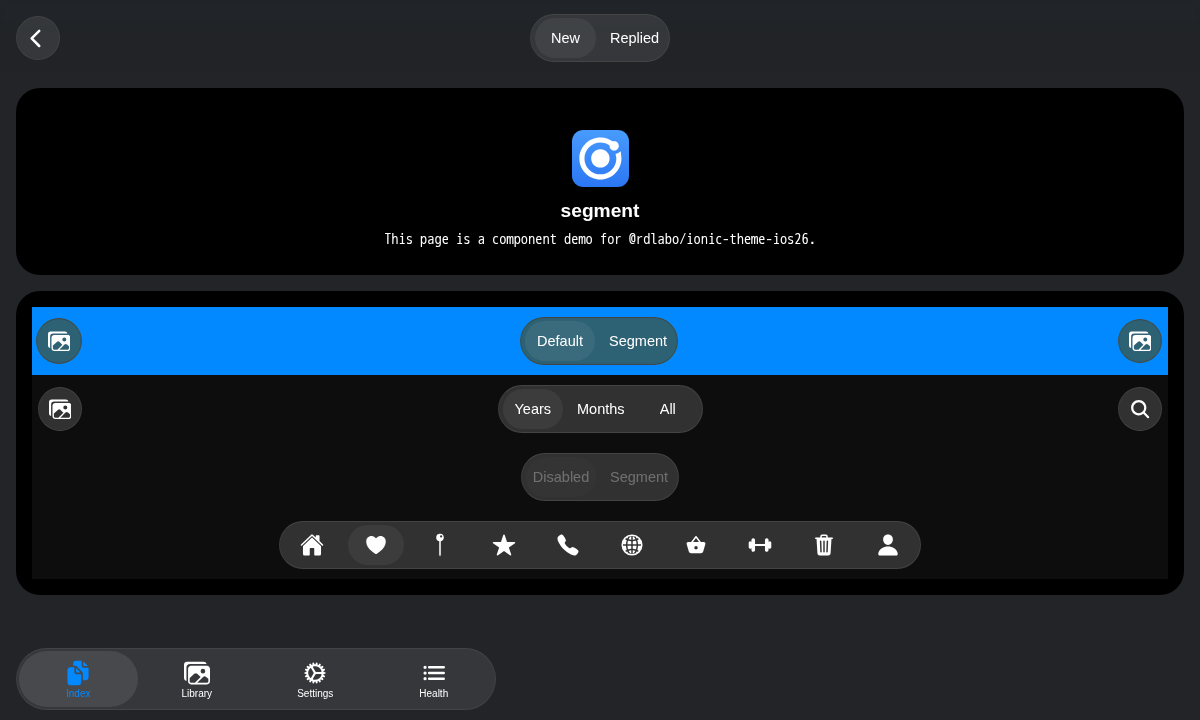 New Replied
segment
This page is a component demo for @rdlabo/ionic-theme-ios26.
Default Segment
Years Months All
Disabled Segment
Index Library Settings Health